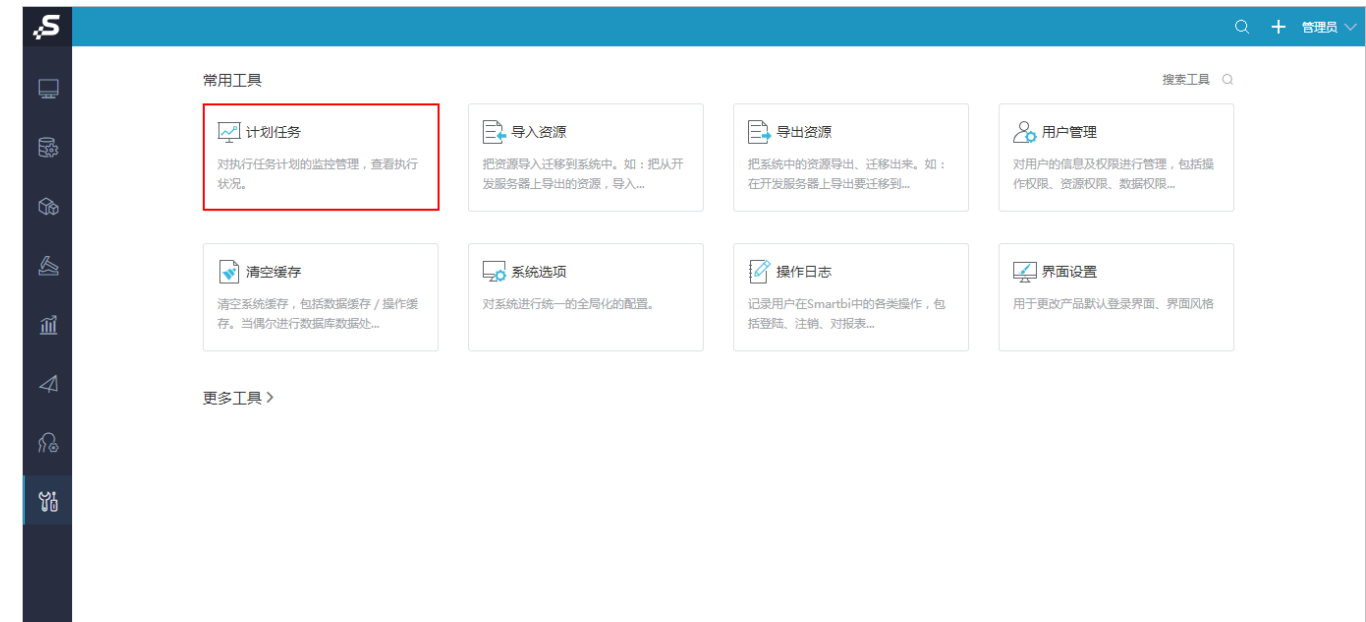 管理员
常用工具
搜索工具
计划任务
对执行任务计划的监控管理，查看执行
状况。
导入资源
把资源导入迁移到系统中。如：把从开
发服务器上导出的资源，导入...
导出资源
把系统中的资源导出、迁移出来。如：
在开发服务器上导出要迁移到...
用户管理
对用户的信息及权限进行管理，包括操
作权限、资源权限、数据权限...
清空缓存
清空系统缓存，包括数据缓存 / 操作缓
存。当偶尔进行数据库数据处...
系统选项
对系统进行统一的全局化的配置。
操作日志
记录用户在Smartbi中的各类操作，包
括登陆、注销、对报表...
界面设置
用于更改产品默认登录界面、界面风格
更多工具